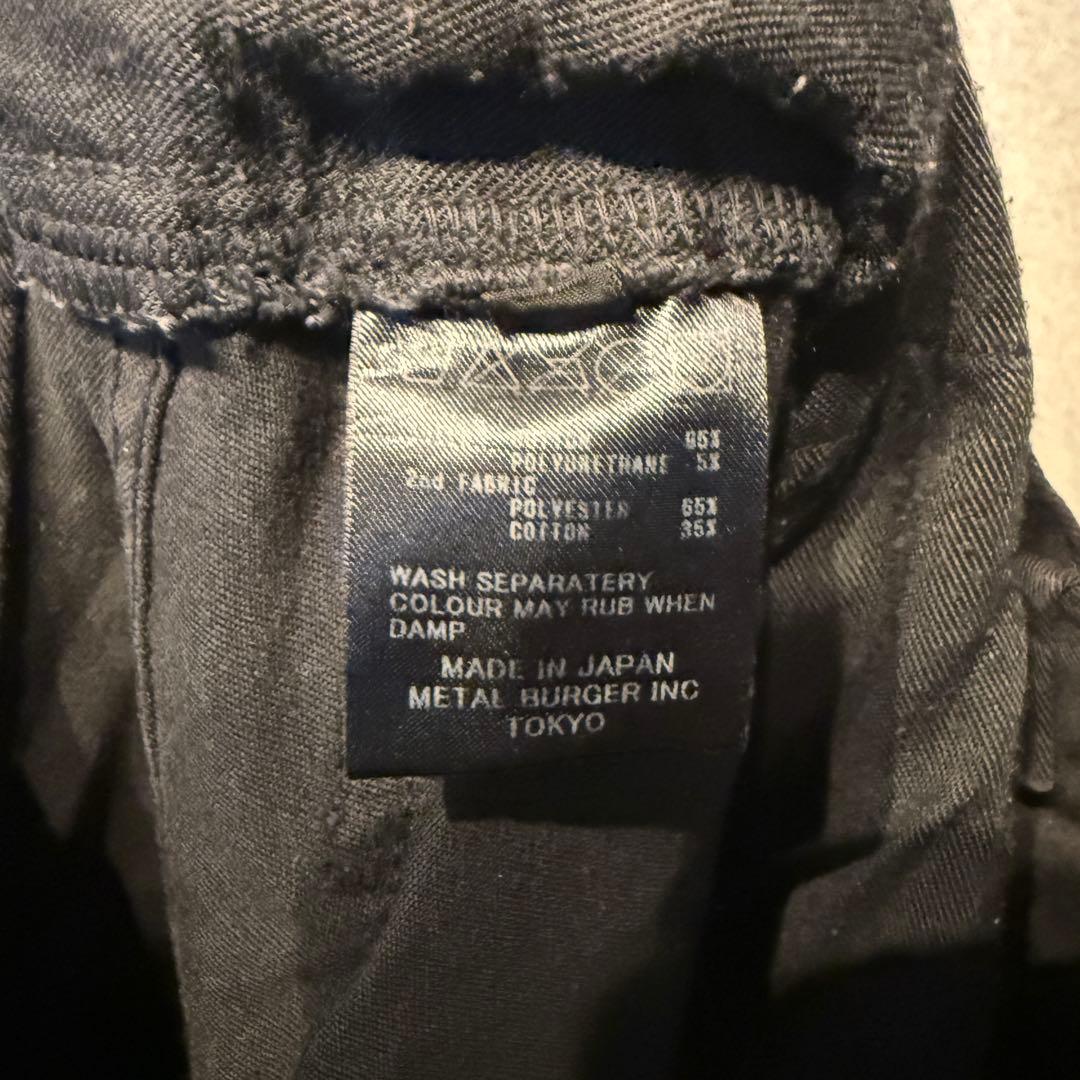 95%
POLYURETHANE 5%
2nd FABRIC
POLYESTER 65%
COTTON 35%
WASH SEPARATERY
COLOUR MAY RUB WHEN
DAMP
MADE IN JAPAN
METAL BURGER INC
TOKYO